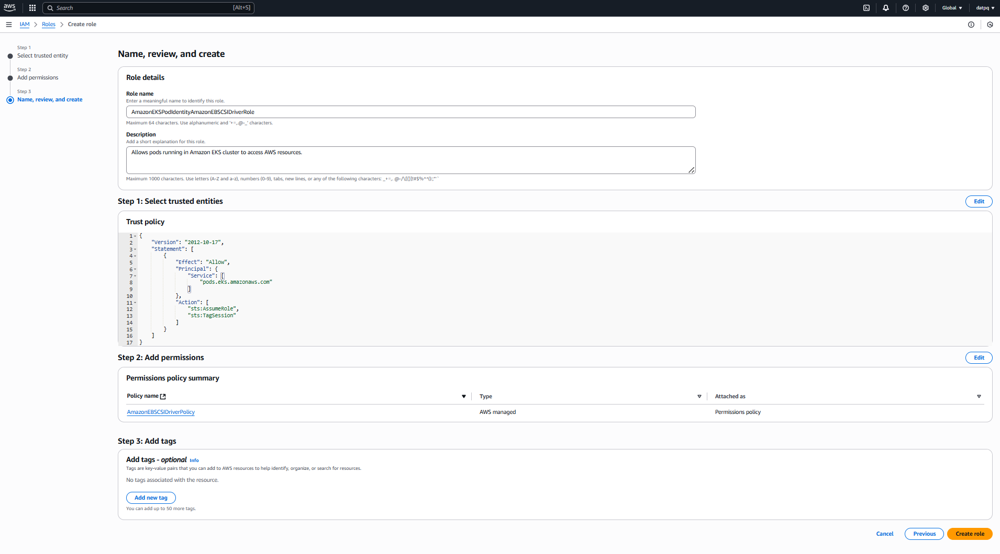 aws
Search
[Alt+S]
Global
datpq
IAM
Roles
Create role
Step 1
Select trusted entity
Step 2
Add permissions
Step 3
Name, review, and create
Name, review, and create
Role details
Role name
Enter a meaningful name to identify this role.
AmazonEKSPodIdentityAmazonEBSCSIDriverRole
Maximum 64 characters. Use alphanumeric and '+=,.@-_' characters.
Description
Add a short explanation for this role.
Allows pods running in Amazon EKS cluster to access AWS resources.
Maximum 1000 characters. Use letters (A-Z and a-z), numbers (0-9), tabs, new lines, or any of the following characters: _+=,. @-/\[{}]!#$%^*();:"'`
Step 1: Select trusted entities
Edit
Trust policy
1 {
2 "Version": "2012-10-17",
3 "Statement": [
4 {
5 "Effect": "Allow",
6 "Principal": {
7 "Service": [
8 "pods.eks.amazonaws.com"
9 ]
10 },
11 "Action": [
12 "sts:AssumeRole",
13 "sts:TagSession"
14 ]
15 }
16 ]
17 }
Step 2: Add permissions
Edit
Permissions policy summary
Policy name
Type
Attached as
AmazonEBSCSIDriverPolicy
AWS managed
Permissions policy
Step 3: Add tags
Add tags - optional Info
Tags are key-value pairs that you can add to AWS resources to help identify, organize, or search for resources.
No tags associated with the resource.
Add new tag
You can add up to 50 more tags.
Cancel
Previous
Create role